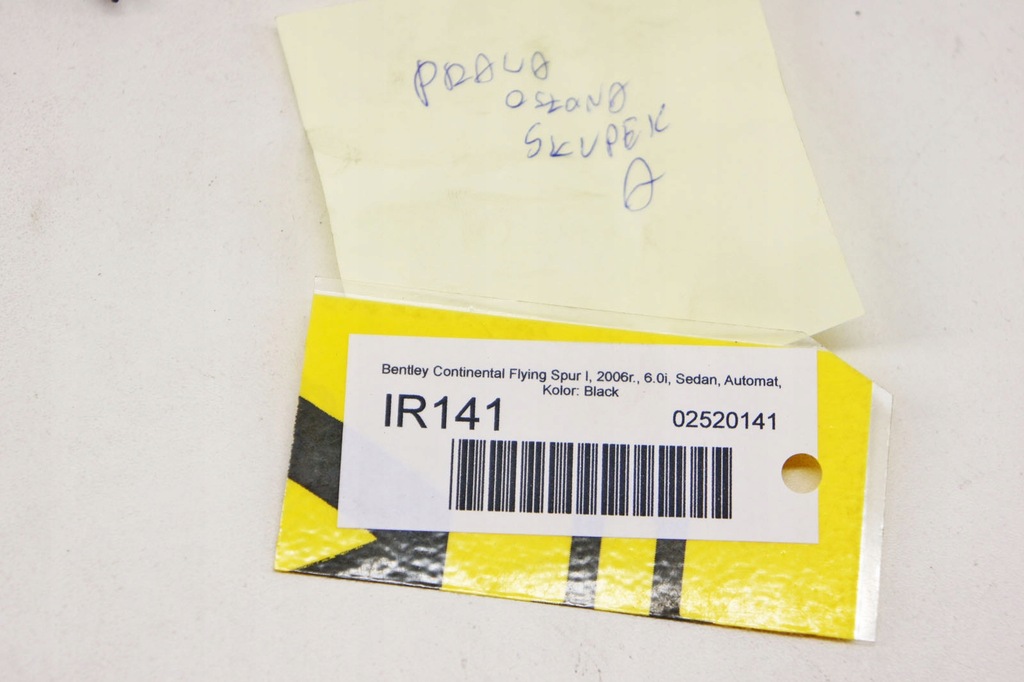 PRAWA
OSŁONA
SKUPEK
A
Bentley Continental Flying Spur I, 2006r., 6.0i, Sedan, Automat,
Kolor: Black
IR141
02520141